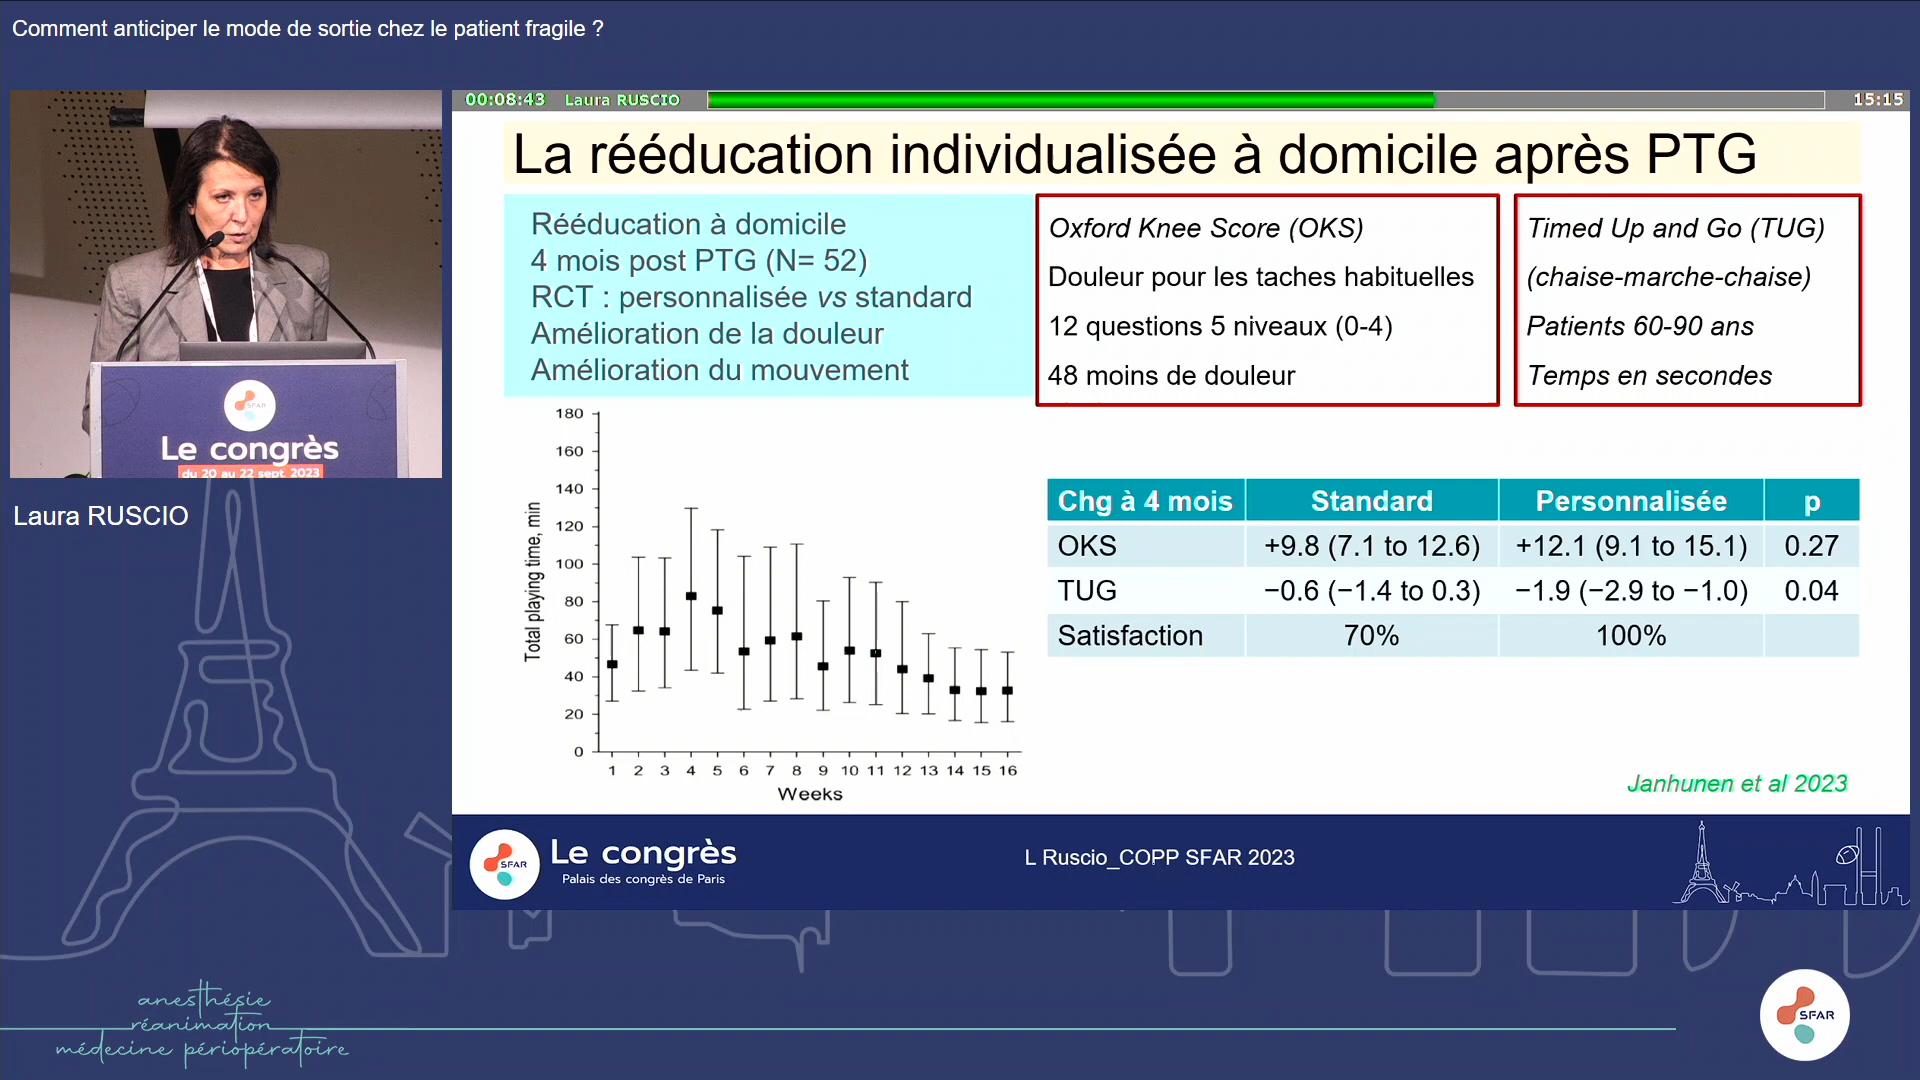 Comment anticiper le mode de sortie chez le patient fragile ?
00:08:43 Laura RUSCIO
15:15
La rééducation individualisée à domicile après PTG
Rééducation à domicile
4 mois post PTG (N= 52)
RCT : personnalisée vs standard
Amélioration de la douleur
Amélioration du mouvement
Oxford Knee Score (OKS)
Douleur pour les taches habituelles
12 questions 5 niveaux (0-4)
48 moins de douleur
Timed Up and Go (TUG)
(chaise-marche-chaise)
Patients 60-90 ans
Temps en secondes
SFAR
Le congrès
du 20 au 22 sept. 2023
Laura RUSCIO
Total playing time, min
180
160
140
120
100
80
60
40
20
0
1 2 3 4 5 6 7 8 9 10 11 12 13 14 15 16
Weeks
Chg à 4 mois Standard Personnalisée p
OKS +9.8 (7.1 to 12.6) +12.1 (9.1 to 15.1) 0.27
TUG −0.6 (−1.4 to 0.3) −1.9 (−2.9 to −1.0) 0.04
Satisfaction 70% 100%
Janhunen et al 2023
SFAR
Le congrès
Palais des congrès de Paris
L Ruscio_COPP SFAR 2023
anesthésie
réanimation
médecine périopératoire
SFAR